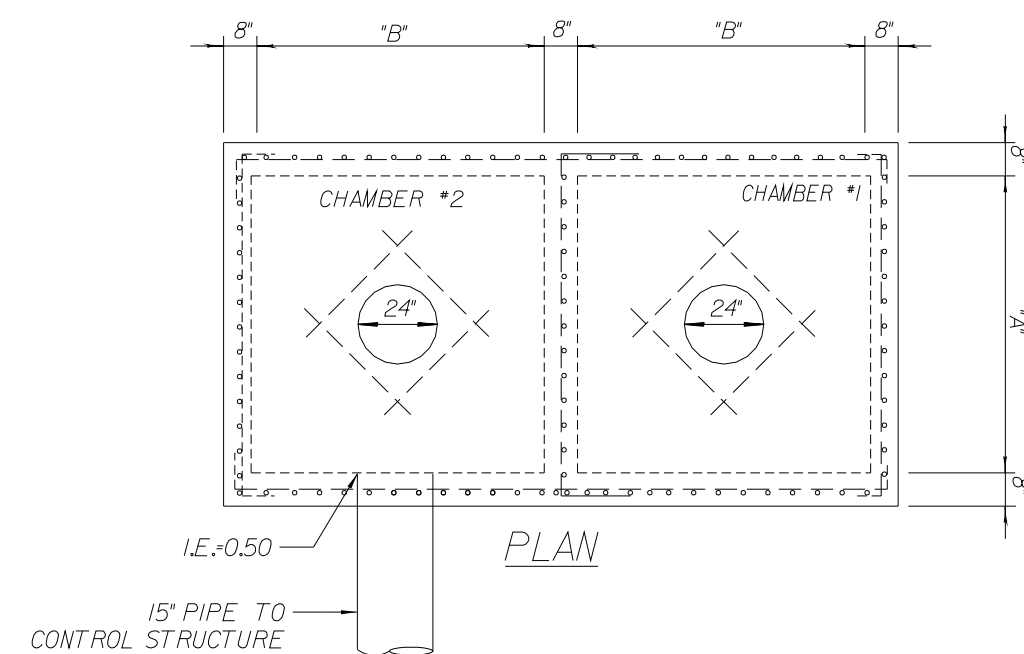 8"
"B"
8"
"B"
8"
8"
CHAMBER #2
CHAMBER #1
24"
24"
"A"
8"
I.E.=0.50
PLAN
15" PIPE TO
CONTROL STRUCTURE